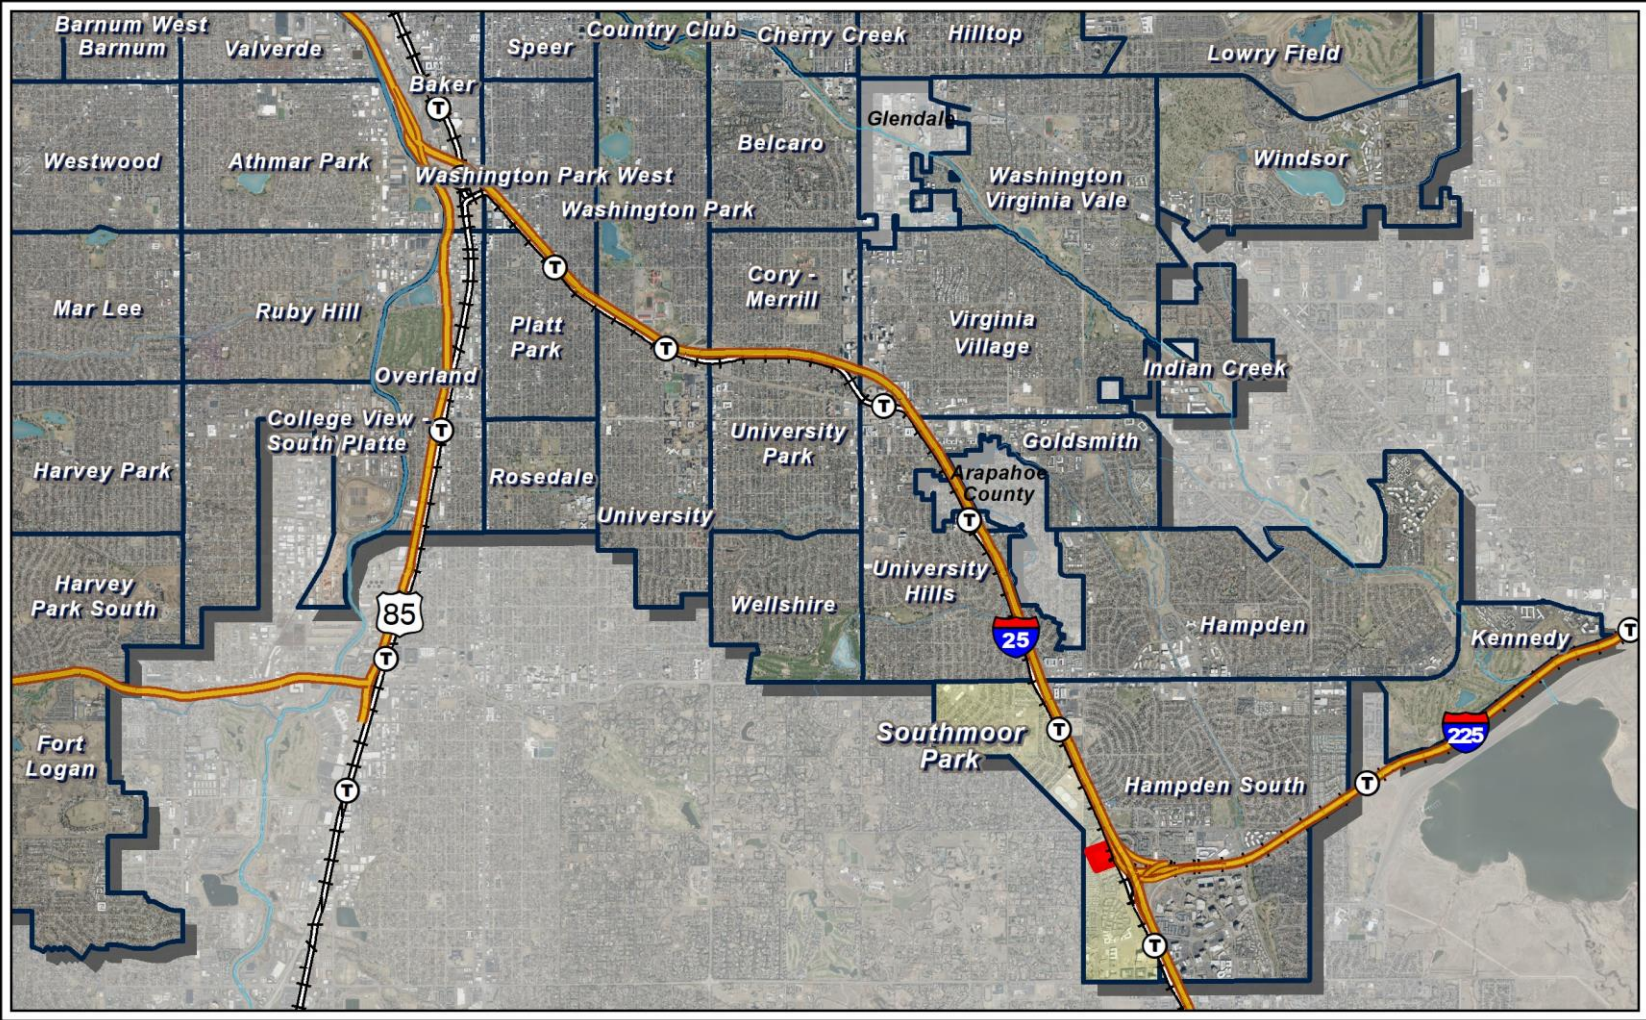 Barnum West
Barnum
Valverde
Baker
Speer
Country Club
Cherry Creek
Hilltop
Lowry Field
Westwood
Athmar Park
Washington Park West
Washington Park
Belcaro
Glendale
Washington
Virginia Vale
Windsor
Mar Lee
Ruby Hill
Overland
Platt
Park
Cory -
Merrill
Virginia
Village
Indian Creek
Harvey Park
College View -
South Platte
Rosedale
University
University
Park
Goldsmith
Arapahoe
County
Harvey
Park South
85
Wellshire
University
Hills
25
Hampden
Kennedy
Fort
Logan
Southmoor
Park
Hampden South
225
T
T
T
T
T
T
T
T
T
T
T
T